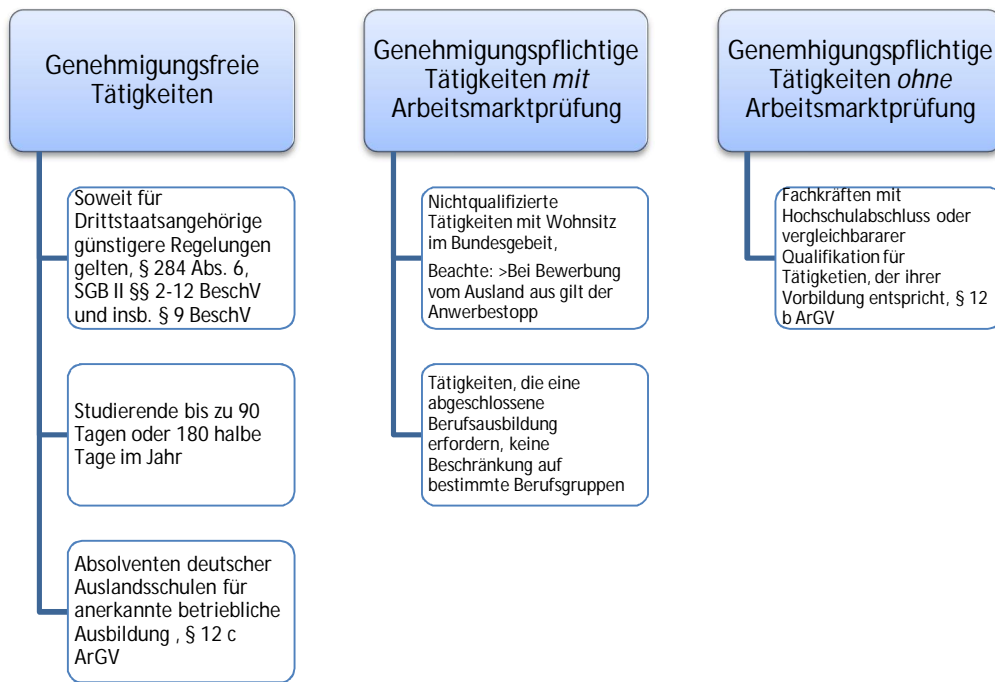 Genehmigungsfreie
Tätigkeiten
Soweit für
Drittstaatsangehörige
günstigere Regelungen
gelten, § 284 Abs. 6,
SGB II §§ 2-12 BeschV
und insb. § 9 BeschV
Studierende bis zu 90
Tagen oder 180 halbe
Tage im Jahr
Absolventen deutscher
Auslandsschulen für
anerkannte betriebliche
Ausbildung , § 12 c
ArGV
Genehmigungspflichtige
Tätigkeiten mit
Arbeitsmarktprüfung
Nichtqualifizierte
Tätigkeiten mit Wohnsitz
im Bundesgebeit,
Beachte: >Bei Bewerbung
vom Ausland aus gilt der
Anwerbestopp
Tätigkeiten, die eine
abgeschlossene
Berufsausbildung
erfordern, keine
Beschränkung auf
bestimmte Berufsgruppen
Genemhigungspflichtige
Tätigkeiten ohne
Arbeitsmarktprüfung
Fachkräften mit
Hochschulabschluss oder
vergleichbararer
Qualifikation für
Tätigketien, der ihrer
Vorbildung entspricht, § 12
b ArGV